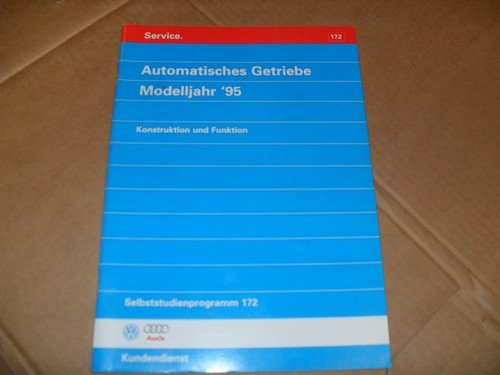 Service.
172
Automatisches Getriebe
Modelljahr '95
Konstruktion und Funktion
Selbststudienprogramm 172
Audi
Kundendienst